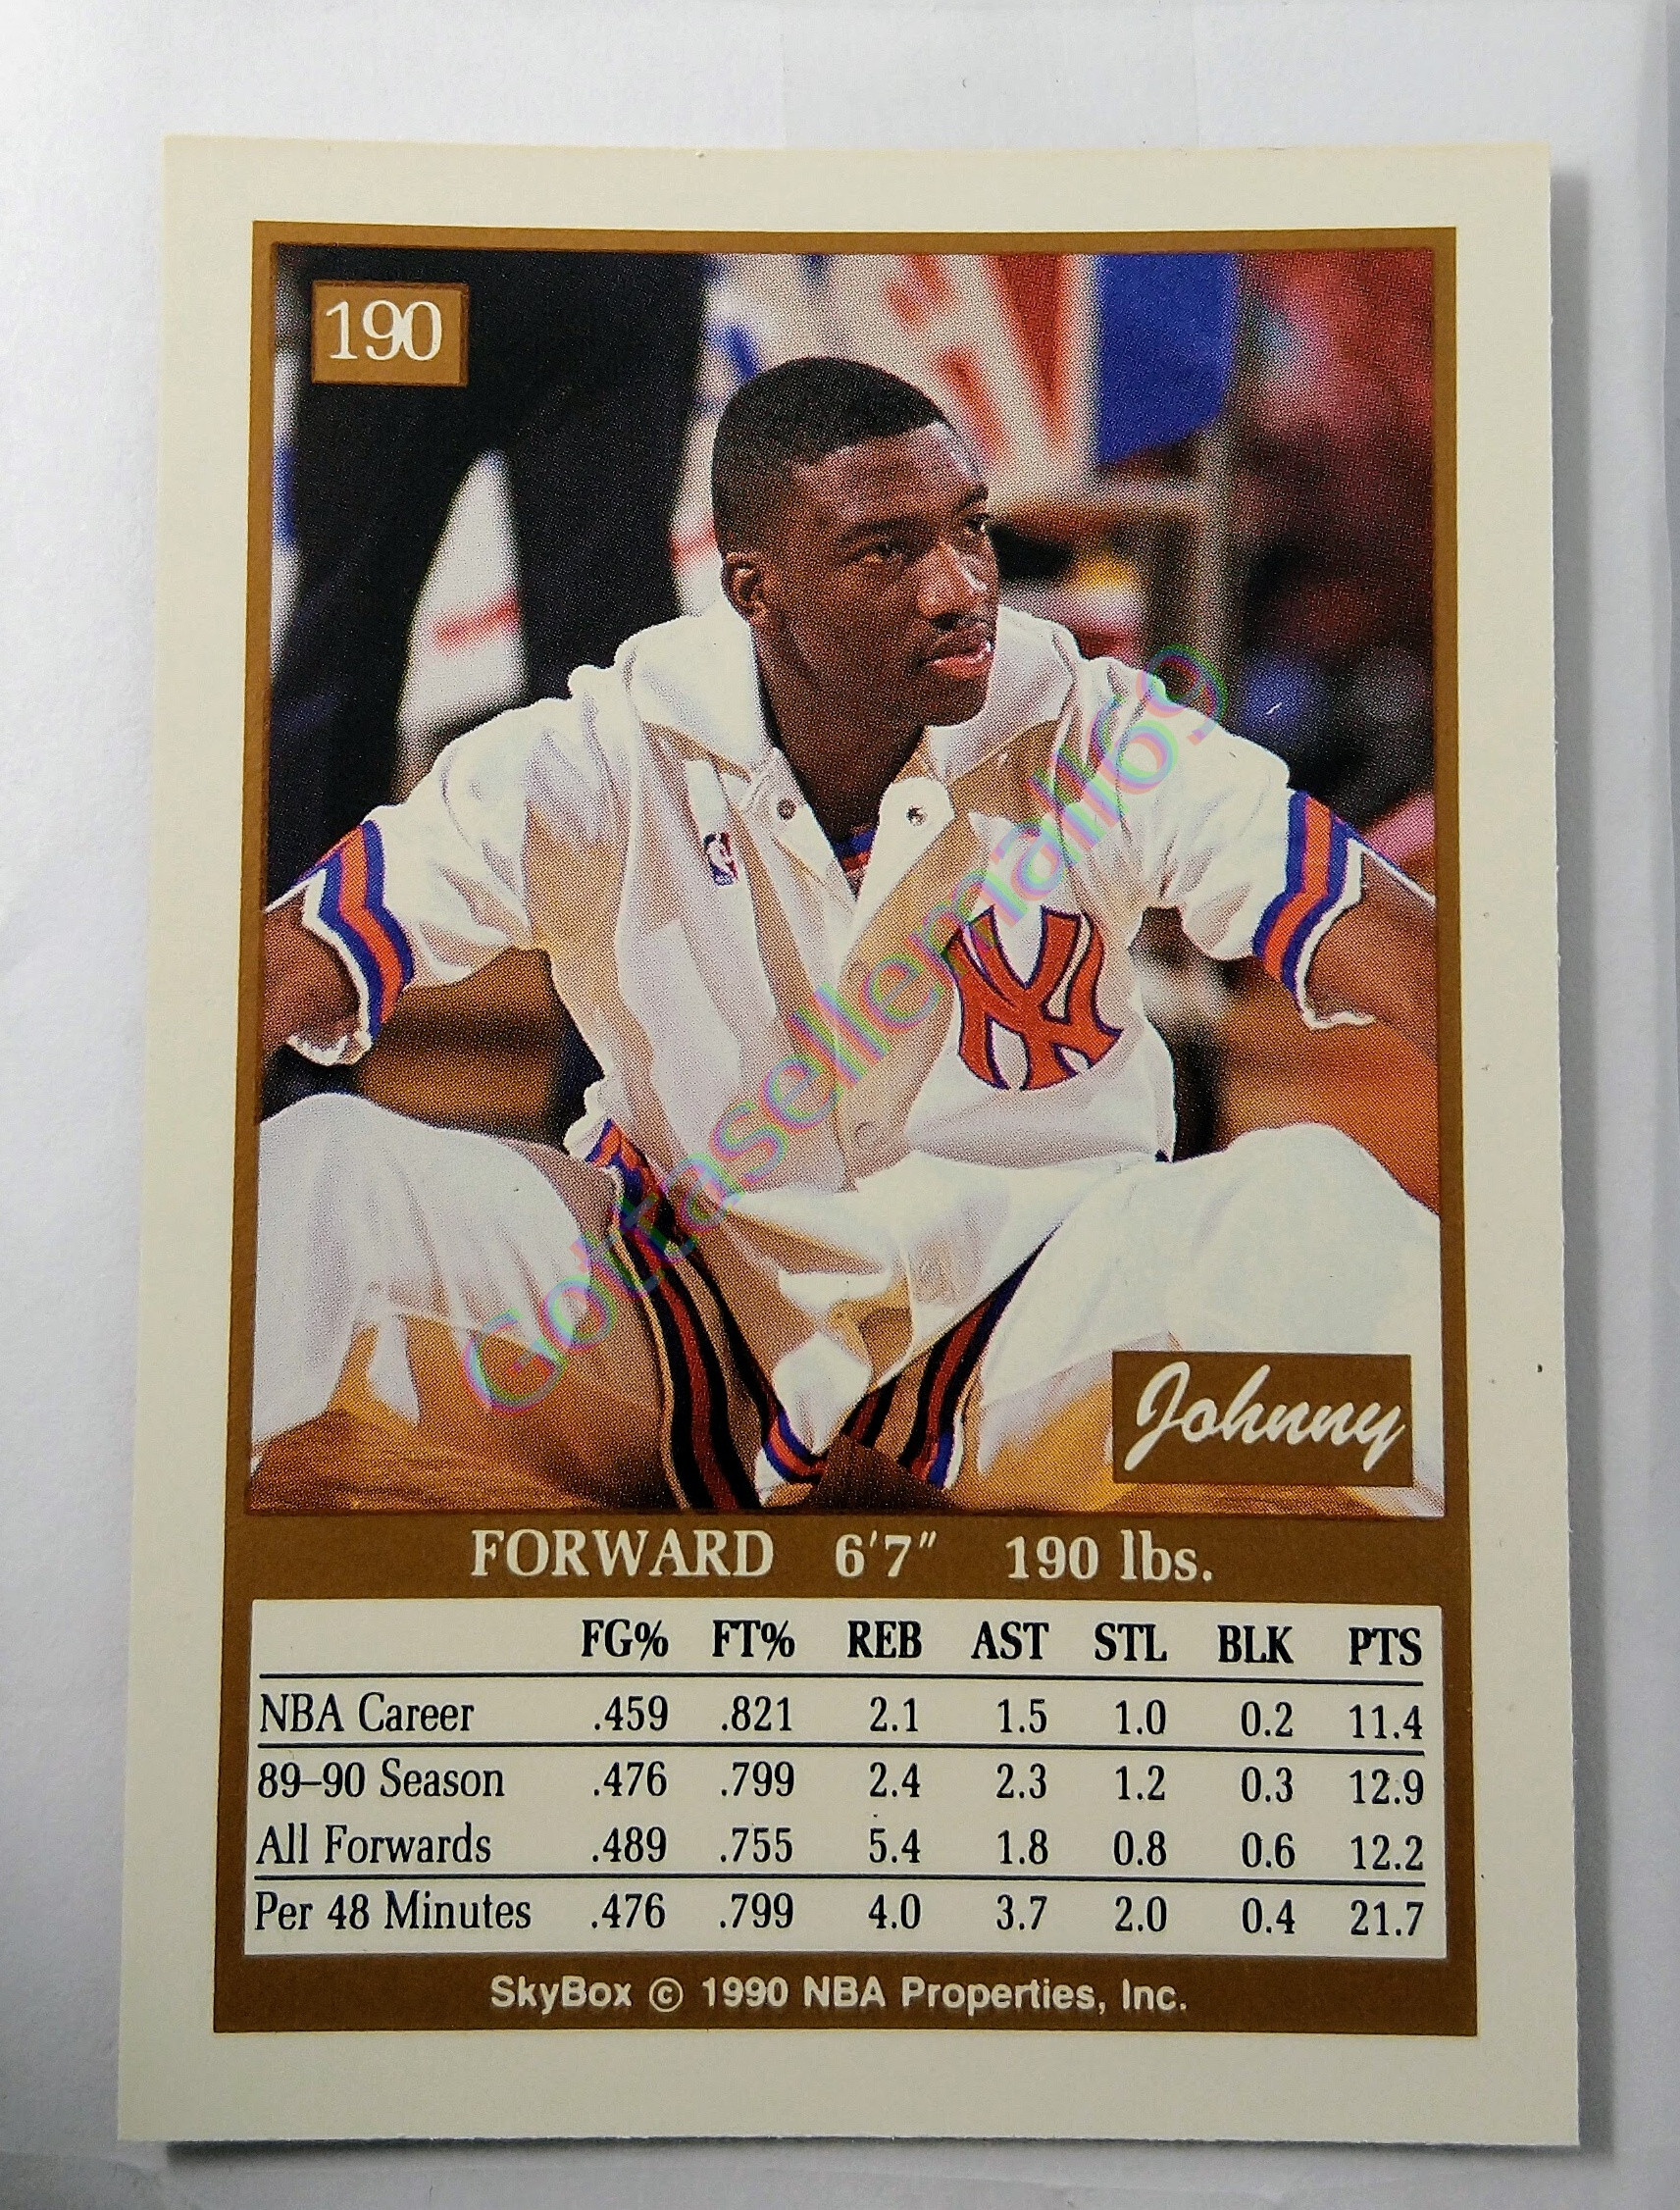 190
NY
Gottasellemall69
Johnny
FORWARD 6'7" 190 lbs.
FG% FT% REB AST STL BLK PTS
NBA Career .459 .821 2.1 1.5 1.0 0.2 11.4
89–90 Season .476 .799 2.4 2.3 1.2 0.3 12.9
All Forwards .489 .755 5.4 1.8 0.8 0.6 12.2
Per 48 Minutes .476 .799 4.0 3.7 2.0 0.4 21.7
SkyBox © 1990 NBA Properties, Inc.